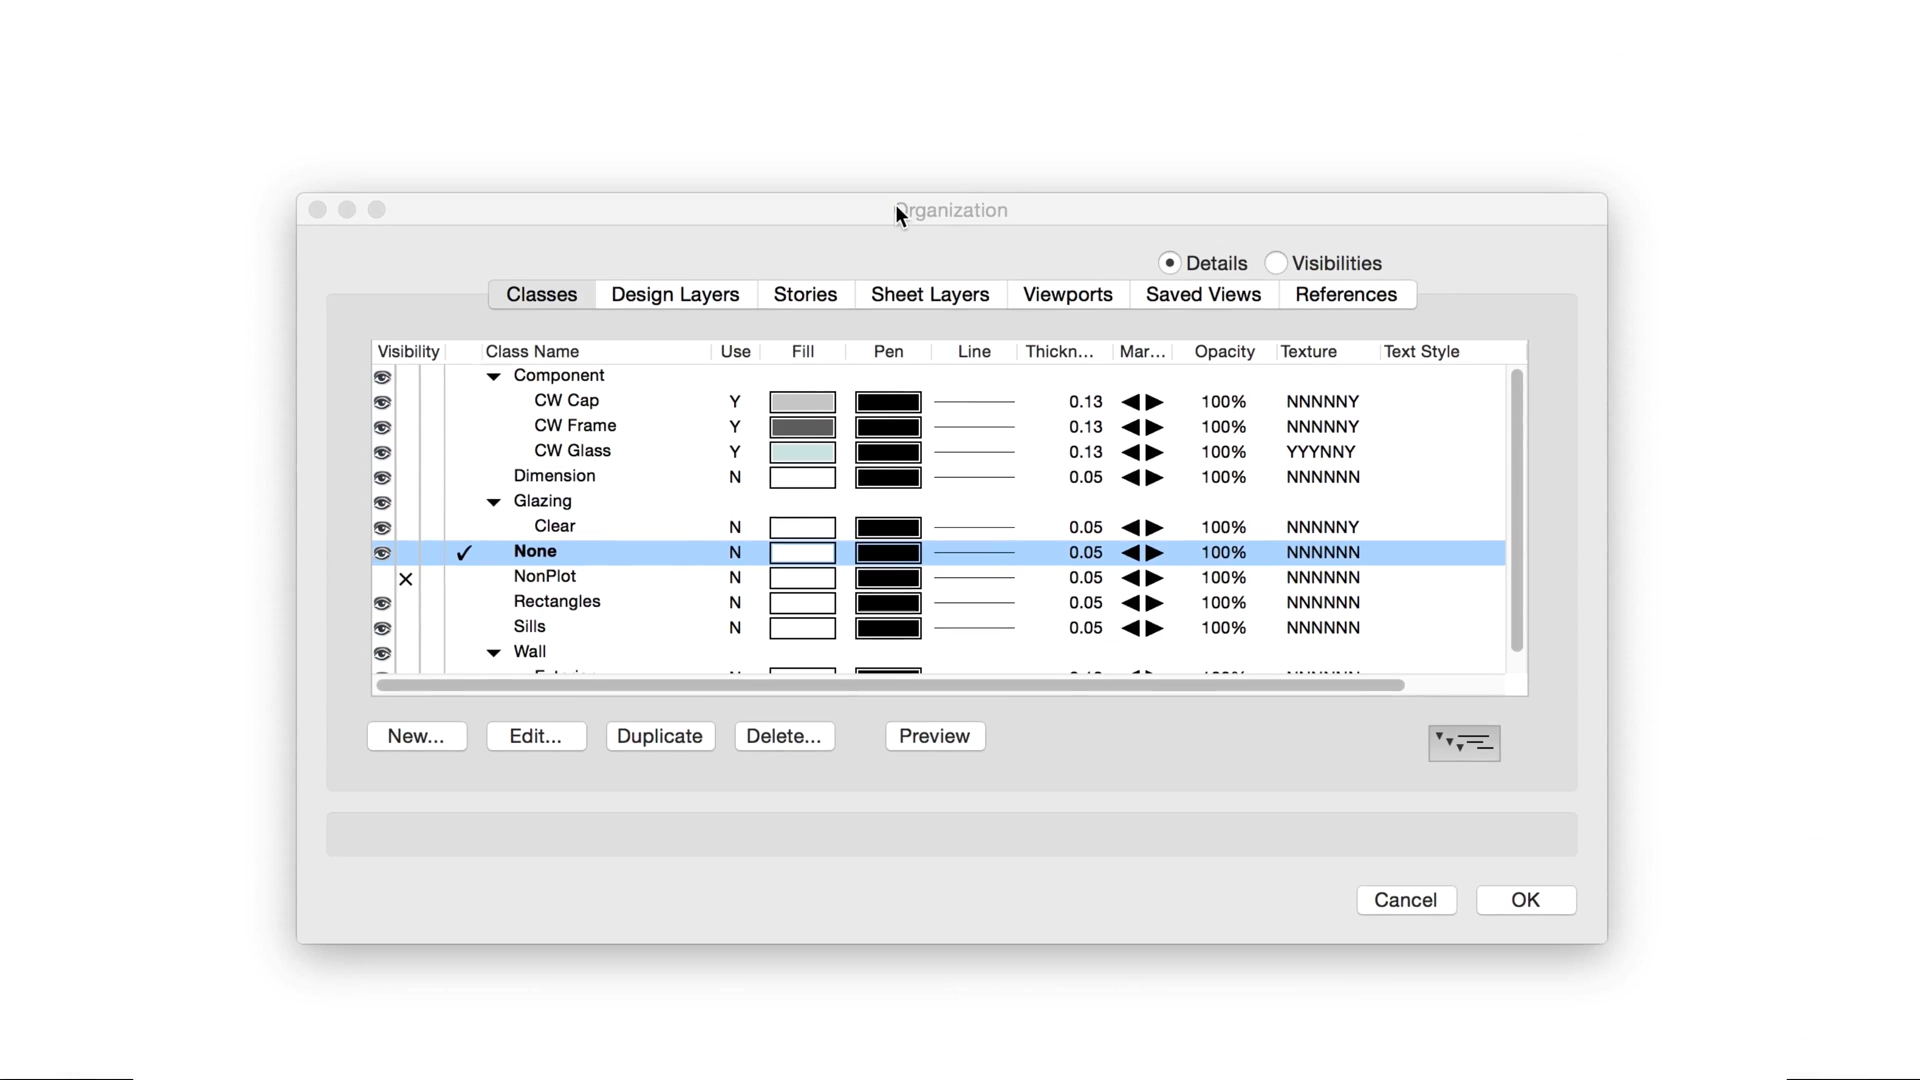 Organization
Details Visibilities
Classes Design Layers Stories Sheet Layers Viewports Saved Views References
Visibility Class Name Use Fill Pen Line Thickn... Mar... Opacity Texture Text Style
Component
CW Cap Y 0.13 100% NNNNNY
CW Frame Y 0.13 100% NNNNNY
CW Glass Y 0.13 100% YYYNNY
Dimension N 0.05 100% NNNNNN
Glazing
Clear N 0.05 100% NNNNNY
None N 0.05 100% NNNNNN
NonPlot N 0.05 100% NNNNNN
Rectangles N 0.05 100% NNNNNN
Sills N 0.05 100% NNNNNN
Wall
New... Edit... Duplicate Delete... Preview
Cancel OK